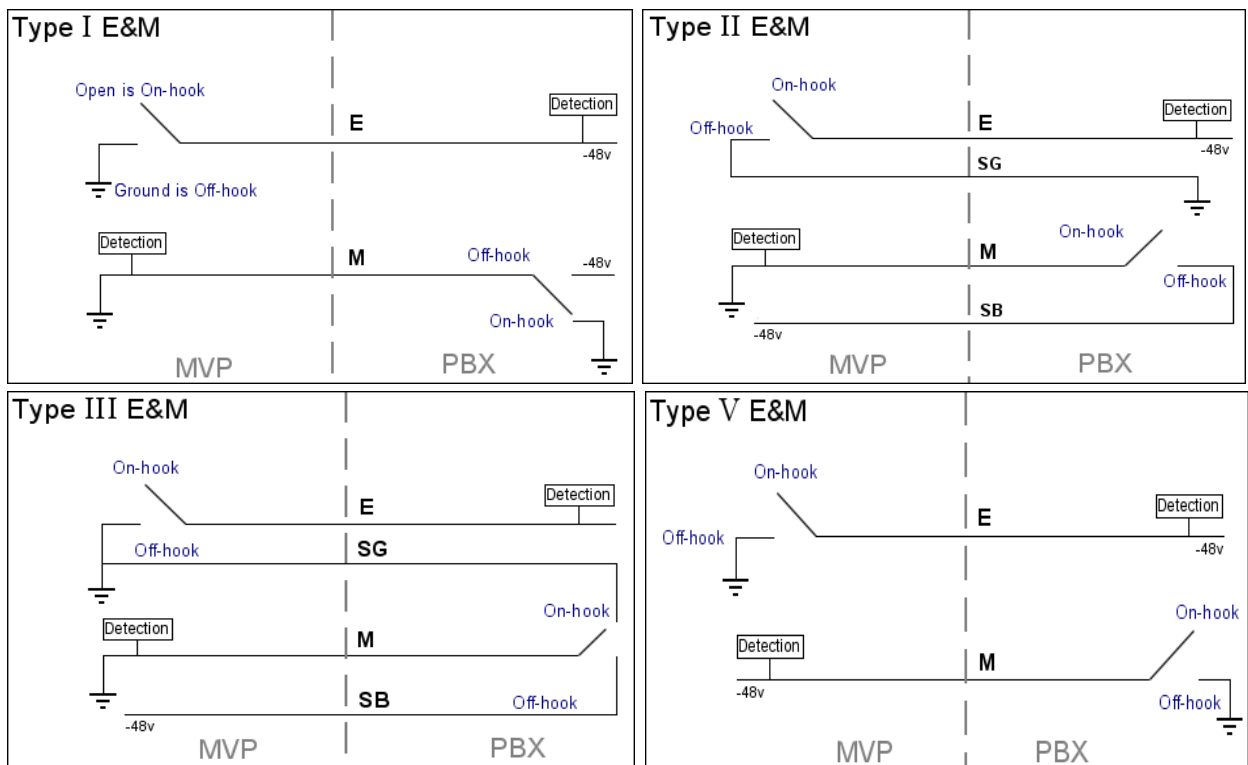 Type I E&M
Open is On-hook
Detection
E
-48v
Ground is Off-hook
Detection
M
Off-hook
-48v
On-hook
MVP
PBX
Type II E&M
On-hook
Detection
Off-hook
E
-48v
SG
Detection
On-hook
M
Off-hook
SB
-48v
MVP
PBX
Type III E&M
On-hook
Detection
E
Off-hook
SG
On-hook
Detection
M
SB
Off-hook
-48v
MVP
PBX
Type V E&M
On-hook
Detection
E
Off-hook
-48v
On-hook
Detection
M
-48v
Off-hook
MVP
PBX